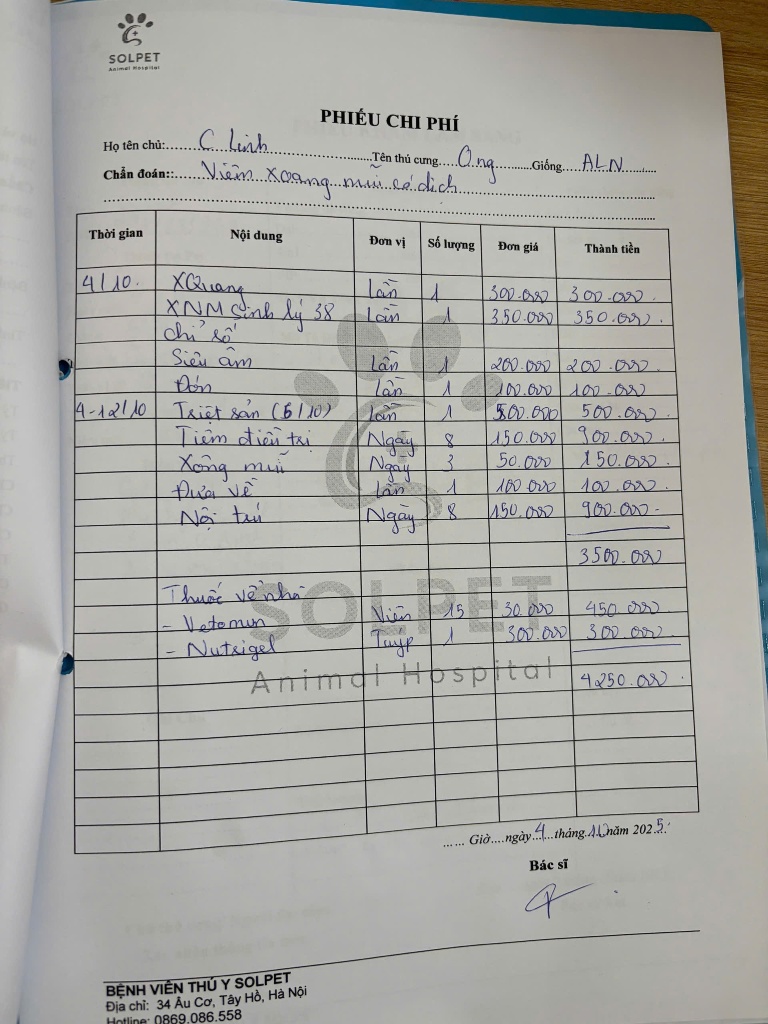 SOLPET
Animal Hospital
PHIẾU CHI PHÍ
Họ tên chủ:.....C Linh.....Tên thú cưng....Ong.....Giống....ALN.....
Chẩn đoán::.....Viêm xoang mũi có dịch.....
Thời gian Nội dung Đơn vị Số lượng Đơn giá Thành tiền
4/10. XQuang Lần 1 300.000 300.000.
XNM Sinh lý 38 Lần 1 350.000 350.000.
chỉ số
Siêu âm Lần 1 200.000 200.000.
Đón Lần 1 100.000 100.000.
4-12/10 Triệt sản (6/10) Lần 1 500.000 500.000
Tiêm điều trị Ngày 8 150.000 900.000
Xông mũi Ngày 3 50.000 150.000
Đưa về Lần 1 100.000 100.000
Nội trú Ngày 8 150.000 900.000
3500.000
Thuốc về nhà
- Vetomun Viên 15 30.000 450.000
- Nutrigel Tuýp 1 300.000 300.000
4250.000
SOLPET
Animal Hospital
...... Giờ....ngày 4...tháng...năm 2025.
Bác sĩ
BỆNH VIÊN THÚ Y SOLPET
Địa chỉ: 34 Âu Cơ, Tây Hồ, Hà Nội
Hotline: 0869.086.558